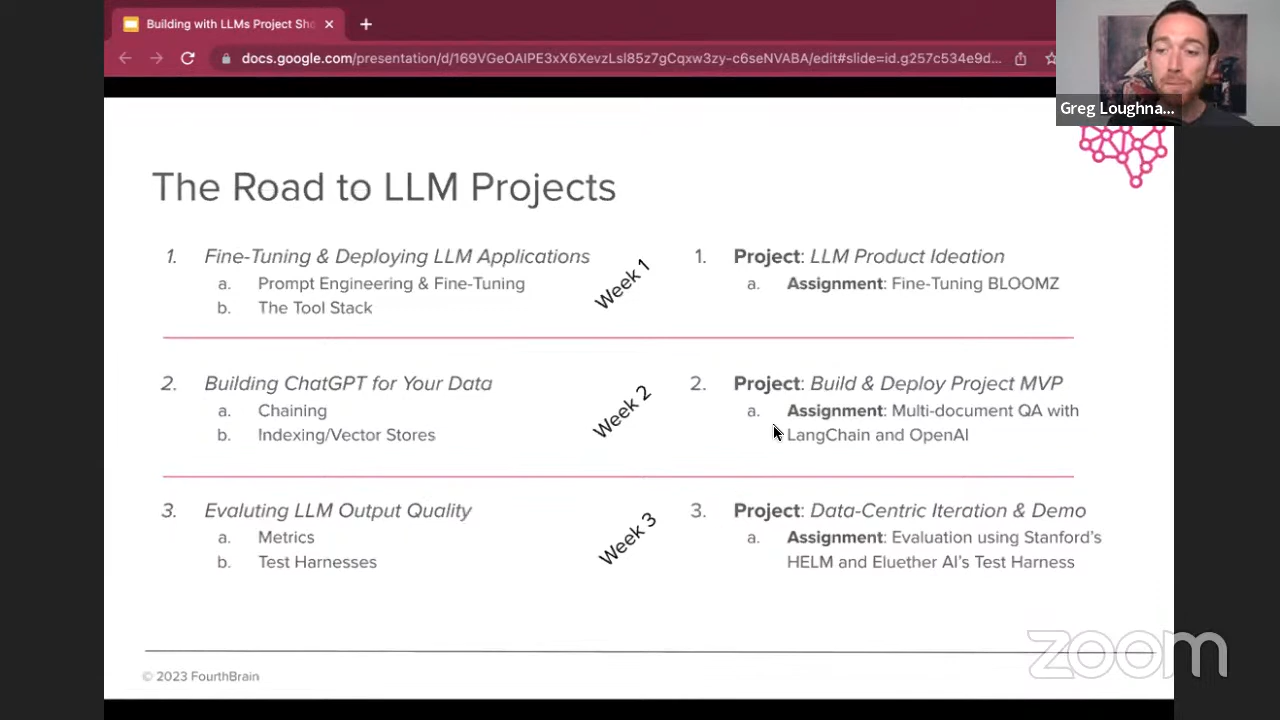 Building with LLMs Project Sho
docs.google.com/presentation/d/169VGeOAIPE3xX6XevzLsl85z7gCqxw3zy-c6seNVABA/edit#slide=id.g257c534e9d...
Greg Loughna...
The Road to LLM Projects
1. Fine-Tuning & Deploying LLM Applications
a. Prompt Engineering & Fine-Tuning
b. The Tool Stack
Week 1
1. Project: LLM Product Ideation
a. Assignment: Fine-Tuning BLOOMZ
2. Building ChatGPT for Your Data
a. Chaining
b. Indexing/Vector Stores
Week 2
2. Project: Build & Deploy Project MVP
a. Assignment: Multi-document QA with
LangChain and OpenAI
3. Evaluting LLM Output Quality
a. Metrics
b. Test Harnesses
Week 3
3. Project: Data-Centric Iteration & Demo
a. Assignment: Evaluation using Stanford's
HELM and Eluether AI's Test Harness
© 2023 FourthBrain
zoom